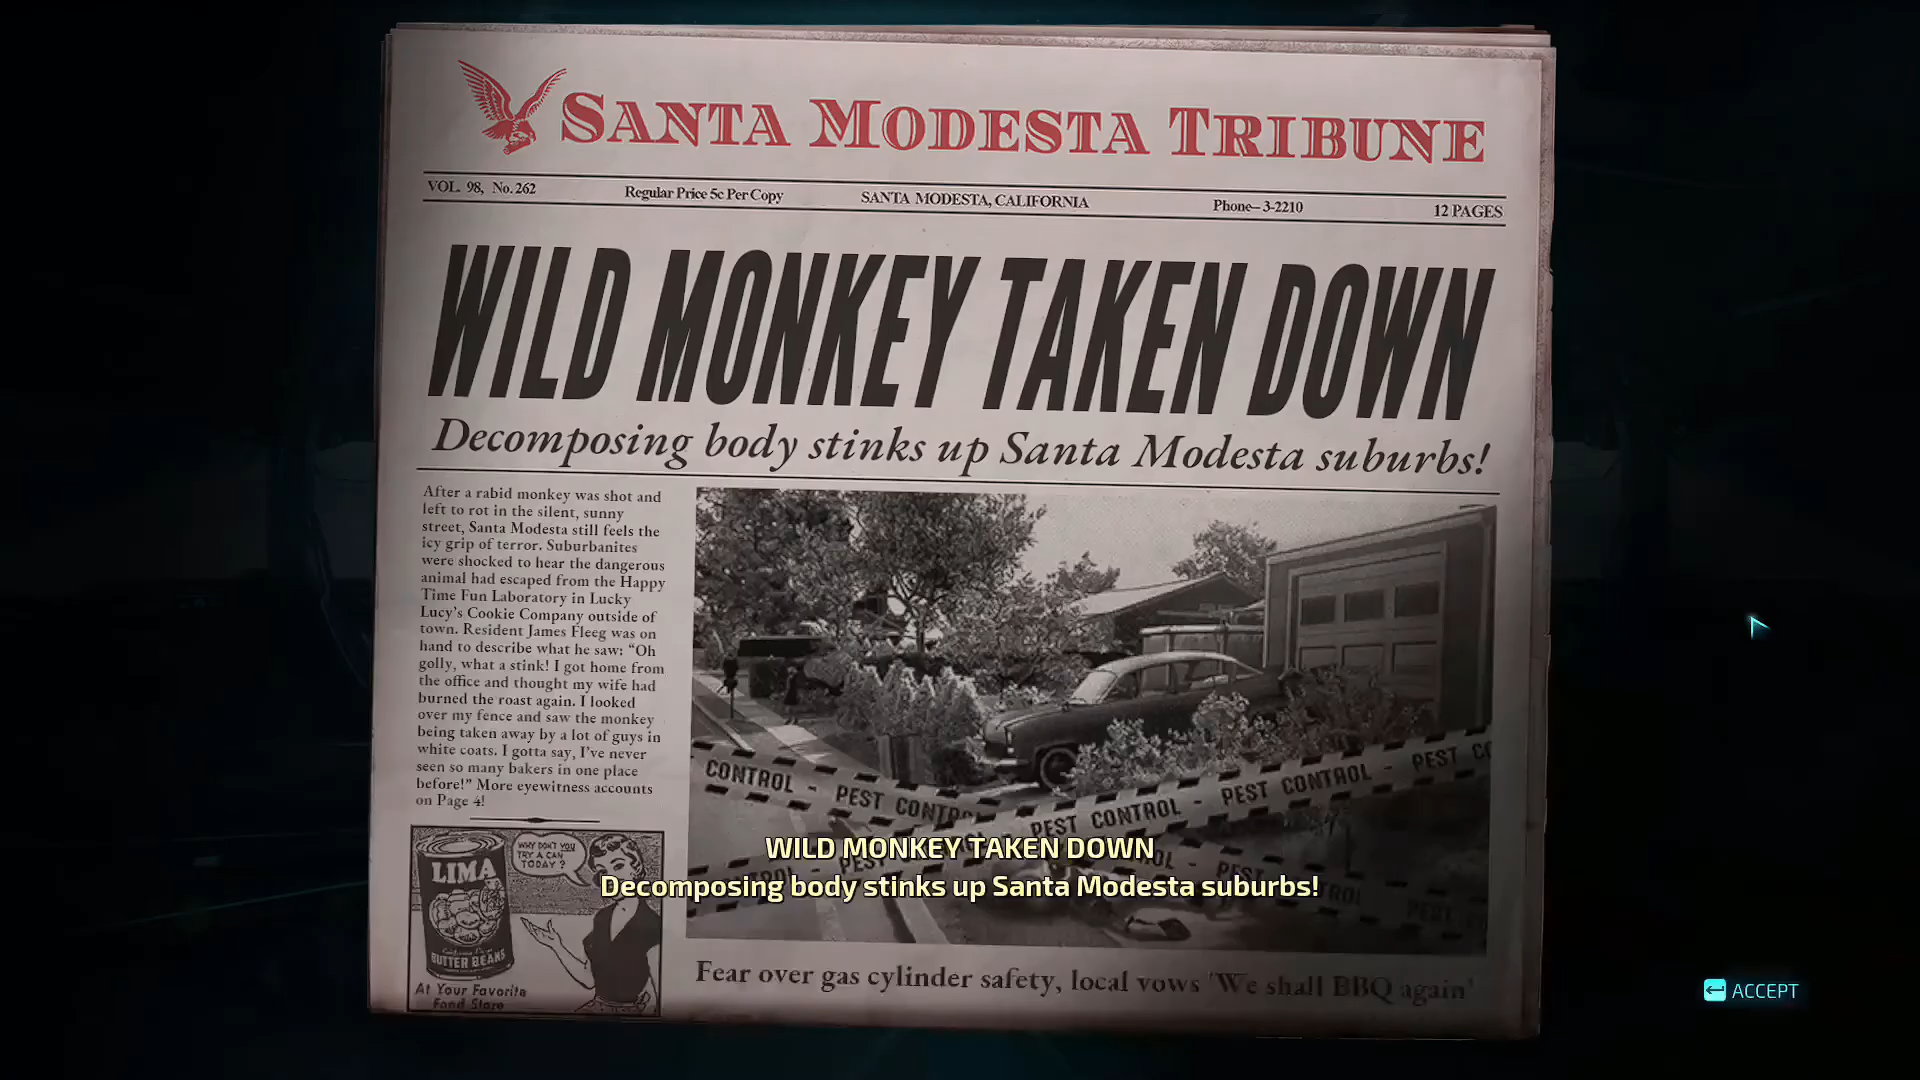 SANTA MODESTA TRIBUNE
VOL. 98, No. 262 Regular Price 5c Per Copy SANTA MODESTA, CALIFORNIA Phone– 3-2210 12 PAGES
WILD MONKEY TAKEN DOWN
Decomposing body stinks up Santa Modesta suburbs!
After a rabid monkey was shot and
left to rot in the silent, sunny
street, Santa Modesta still feels the
icy grip of terror. Suburbanites
were shocked to hear the dangerous
animal had escaped from the Happy
Time Fun Laboratory in Lucky
Lucy's Cookie Company outside of
town. Resident James Fleeg was on
hand to describe what he saw: "Oh
golly, what a stink! I got home from
the office and thought my wife had
burned the roast again. I looked
over my fence and saw the monkey
being taken away by a lot of guys in
white coats. I gotta say, I've never
seen so many bakers in one place
before!" More eyewitness accounts
on Page 4!
CONTROL - PEST CONTROL
PEST CONTROL - PEST CONTROL - PEST CO
WHY DON'T YOU
TRY A CAN
TODAY?
LIMA
BUTTER BEANS
At Your Favorite
Food Store
WILD MONKEY TAKEN DOWN
Decomposing body stinks up Santa Modesta suburbs!
Fear over gas cylinder safety, local vows 'We shall BBQ again'
ACCEPT